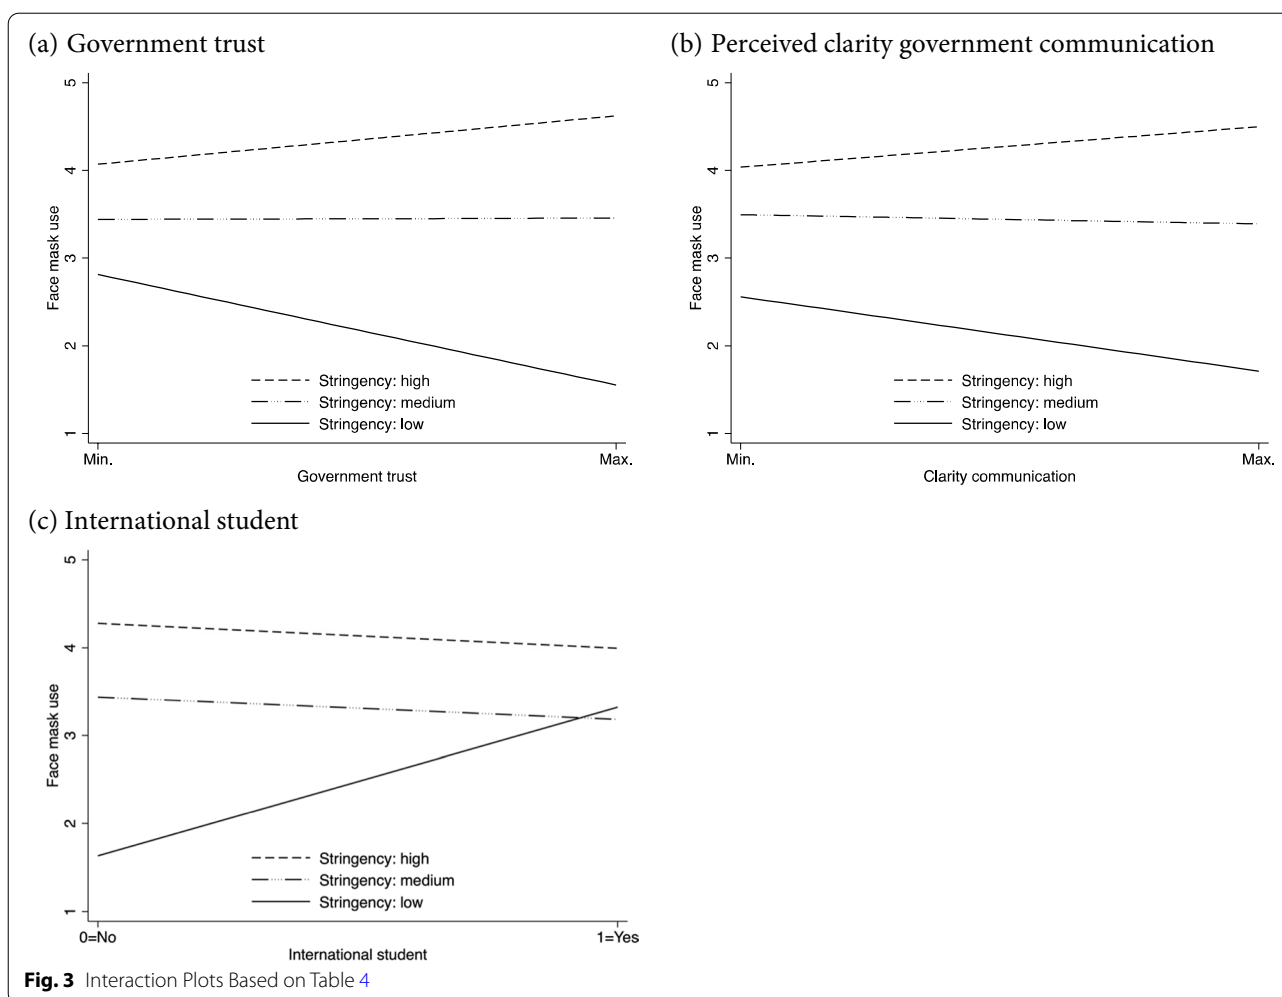 (a) Government trust
5
4
3
2
1
Face mask use
Stringency: high
Stringency: medium
Stringency: low
Min.
Max.
Government trust
(b) Perceived clarity government communication
5
4
3
2
1
Face mask use
Stringency: high
Stringency: medium
Stringency: low
Min.
Max.
Clarity communication
(c) International student
5
4
3
2
1
Face mask use
Stringency: high
Stringency: medium
Stringency: low
0=No
1=Yes
International student
Fig. 3 Interaction Plots Based on Table 4